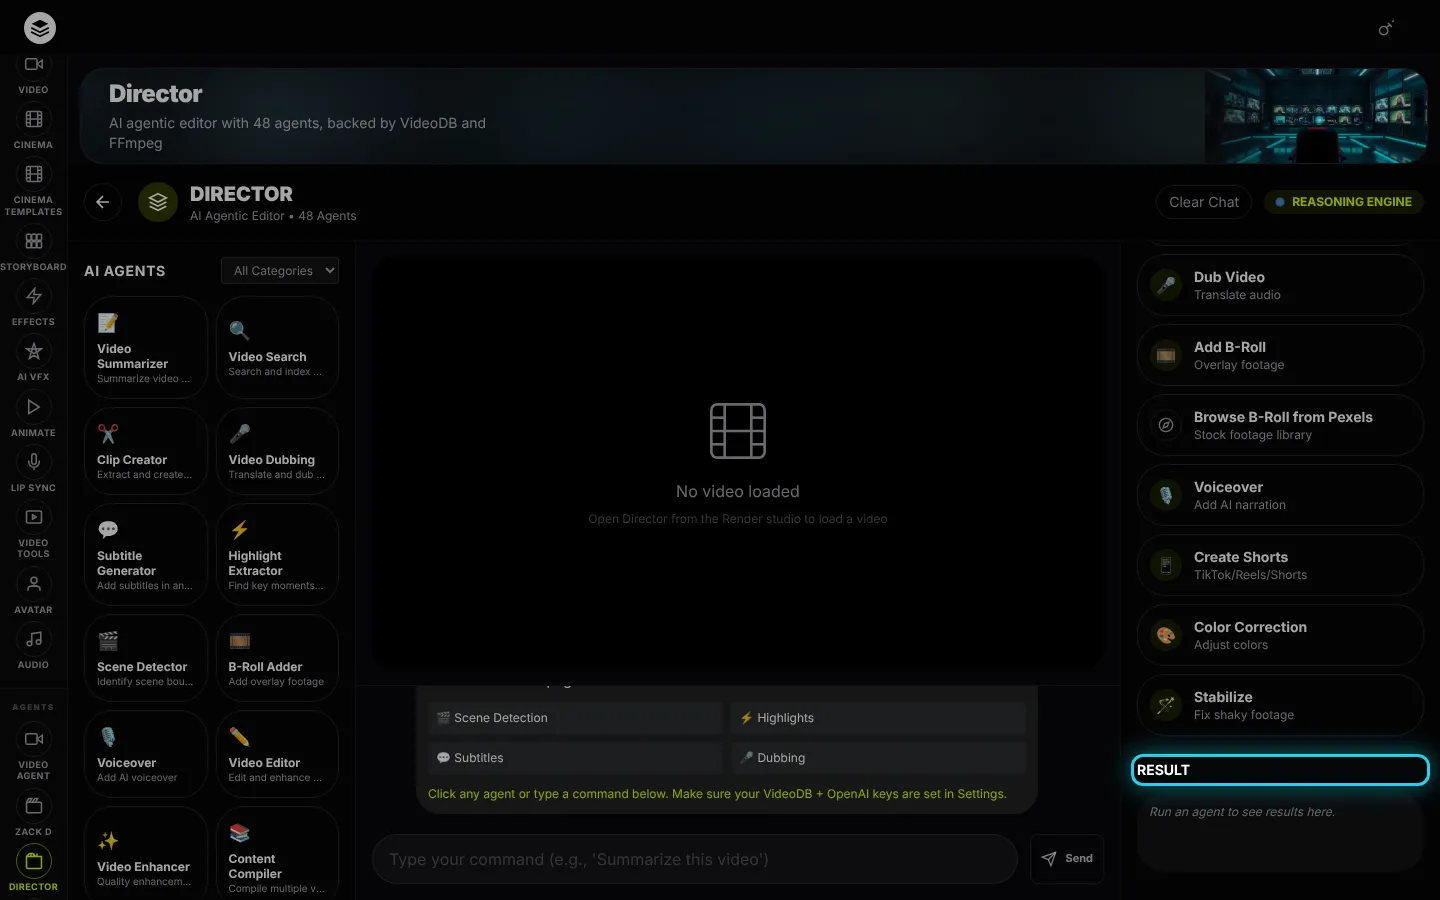 VIDEO
CINEMA
CINEMA
TEMPLATES
STORYBOARD
EFFECTS
AI VFX
ANIMATE
LIP SYNC
VIDEO
TOOLS
AVATAR
AUDIO
AGENTS
VIDEO
AGENT
ZACK D
DIRECTOR
Director
AI agentic editor with 48 agents, backed by VideoDB and
FFmpeg
DIRECTOR
AI Agentic Editor • 48 Agents
Clear Chat
REASONING ENGINE
AI AGENTS
All Categories
Video
Summarizer
Summarize video ...
Video Search
Search and index ...
Clip Creator
Extract and create...
Video Dubbing
Translate and dub ...
Subtitle
Generator
Add subtitles in an...
Highlight
Extractor
Find key moments...
Scene Detector
Identify scene bou...
B-Roll Adder
Add overlay footage
Voiceover
Add AI voiceover
Video Editor
Edit and enhance ...
Video Enhancer
Quality enhancem...
Content
Compiler
Compile multiple v...
No video loaded
Open Director from the Render studio to load a video
Scene Detection
Highlights
Subtitles
Dubbing
Click any agent or type a command below. Make sure your VideoDB + OpenAI keys are set in Settings.
Type your command (e.g., 'Summarize this video')
Send
Dub Video
Translate audio
Add B-Roll
Overlay footage
Browse B-Roll from Pexels
Stock footage library
Voiceover
Add AI narration
Create Shorts
TikTok/Reels/Shorts
Color Correction
Adjust colors
Stabilize
Fix shaky footage
RESULT
Run an agent to see results here.